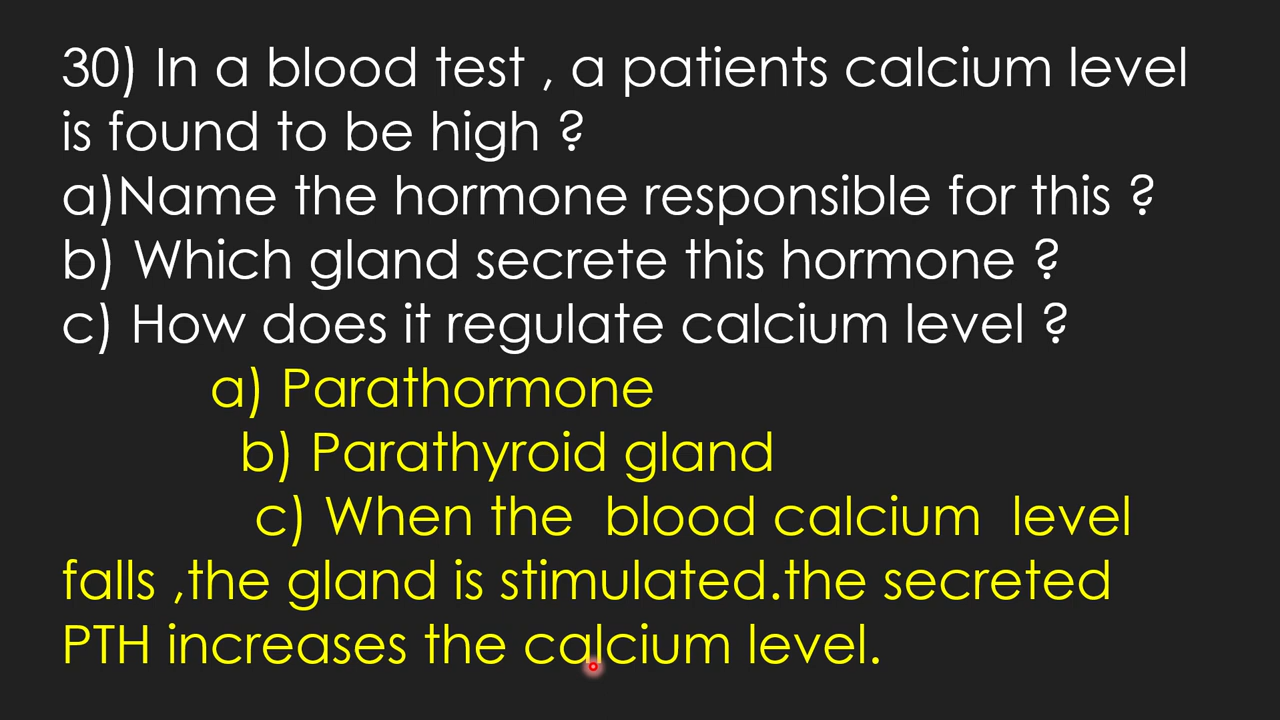 30) In a blood test , a patients calcium level
is found to be high ?
a)Name the hormone responsible for this ?
b) Which gland secrete this hormone ?
c) How does it regulate calcium level ?
a) Parathormone
b) Parathyroid gland
c) When the  blood calcium  level
falls ,the gland is stimulated.the secreted
PTH increases the calcium level.